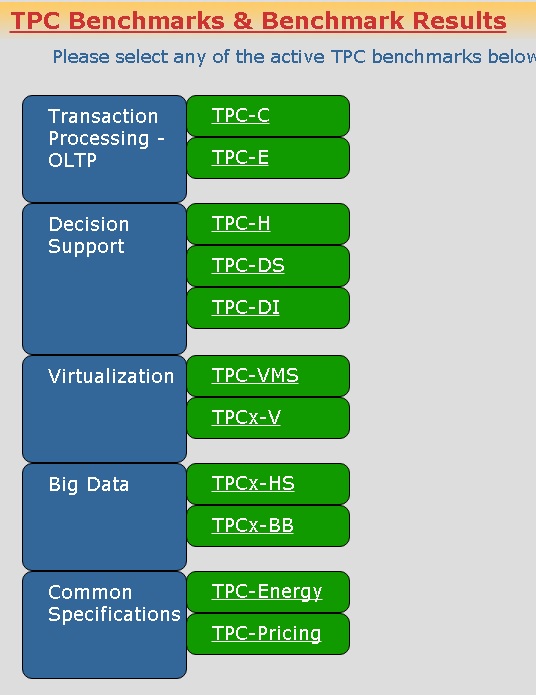 TPC Benchmarks & Benchmark Results
Please select any of the active TPC benchmarks below
Transaction
Processing -
OLTP
TPC-C
TPC-E
Decision
Support
TPC-H
TPC-DS
TPC-DI
Virtualization
TPC-VMS
TPCx-V
Big Data
TPCx-HS
TPCx-BB
Common
Specifications
TPC-Energy
TPC-Pricing